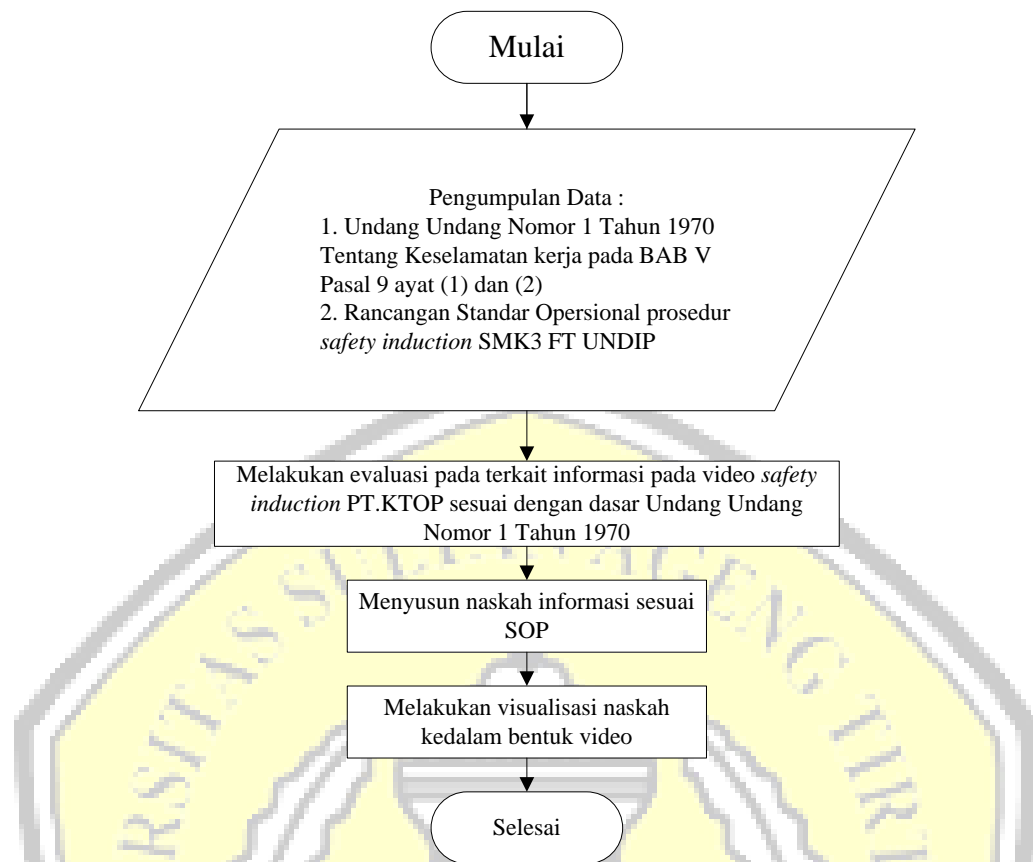 Mulai
Pengumpulan Data :
1. Undang Undang Nomor 1 Tahun 1970
Tentang Keselamatan kerja pada BAB V
Pasal 9 ayat (1) dan (2)
2. Rancangan Standar Opersional prosedur
safety induction SMK3 FT UNDIP
Melakukan evaluasi pada terkait informasi pada video safety
induction PT.KTOP sesuai dengan dasar Undang Undang
Nomor 1 Tahun 1970
Menyusun naskah informasi sesuai
SOP
Melakukan visualisasi naskah
kedalam bentuk video
Selesai